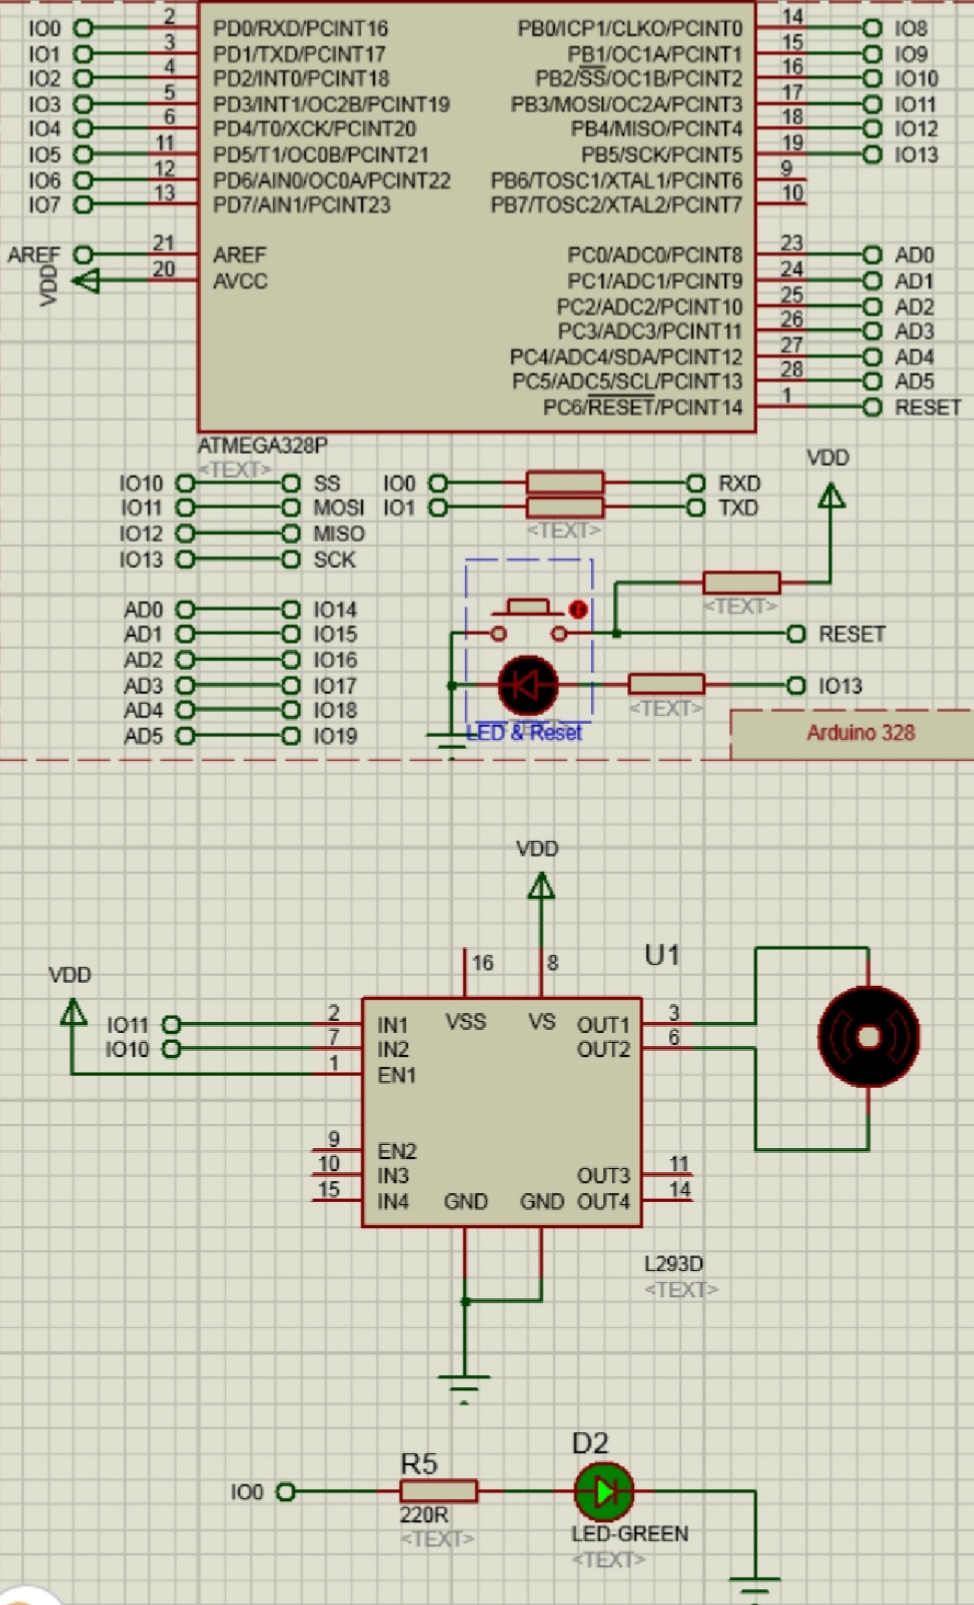 IO0 2 PD0/RXD/PCINT16 PB0/ICP1/CLKO/PCINT0 14 IO8
IO1 3 PD1/TXD/PCINT17 PB1/OC1A/PCINT1 15 IO9
IO2 4 PD2/INT0/PCINT18 PB2/SS/OC1B/PCINT2 16 IO10
IO3 5 PD3/INT1/OC2B/PCINT19 PB3/MOSI/OC2A/PCINT3 17 IO11
IO4 6 PD4/T0/XCK/PCINT20 PB4/MISO/PCINT4 18 IO12
IO5 11 PD5/T1/OC0B/PCINT21 PB5/SCK/PCINT5 19 IO13
IO6 12 PD6/AIN0/OC0A/PCINT22 PB6/TOSC1/XTAL1/PCINT6 9
IO7 13 PD7/AIN1/PCINT23 PB7/TOSC2/XTAL2/PCINT7 10
AREF 21 AREF PC0/ADC0/PCINT8 23 AD0
VDD 20 AVCC PC1/ADC1/PCINT9 24 AD1
PC2/ADC2/PCINT10 25 AD2
PC3/ADC3/PCINT11 26 AD3
PC4/ADC4/SDA/PCINT12 27 AD4
PC5/ADC5/SCL/PCINT13 28 AD5
PC6/RESET/PCINT14 1 RESET
ATMEGA328P
<TEXT>
VDD
IO10 SS IO0 RXD
IO11 MOSI IO1 TXD
IO12 MISO <TEXT>
IO13 SCK
<TEXT>
AD0 IO14
AD1 IO15 RESET
AD2 IO16
AD3 IO17 IO13
<TEXT>
AD4 IO18
<TEXT>
AD5 IO19 LED & Reset Arduino 328
VDD
16 8 U1
VDD
IO11 2 IN1 VSS VS OUT1 3
IO10 7 IN2 OUT2 6
1 EN1
9 EN2
10 IN3 OUT3 11
15 IN4 GND GND OUT4 14
L293D
<TEXT>
D2
R5
IO0
220R
LED-GREEN
<TEXT>
<TEXT>